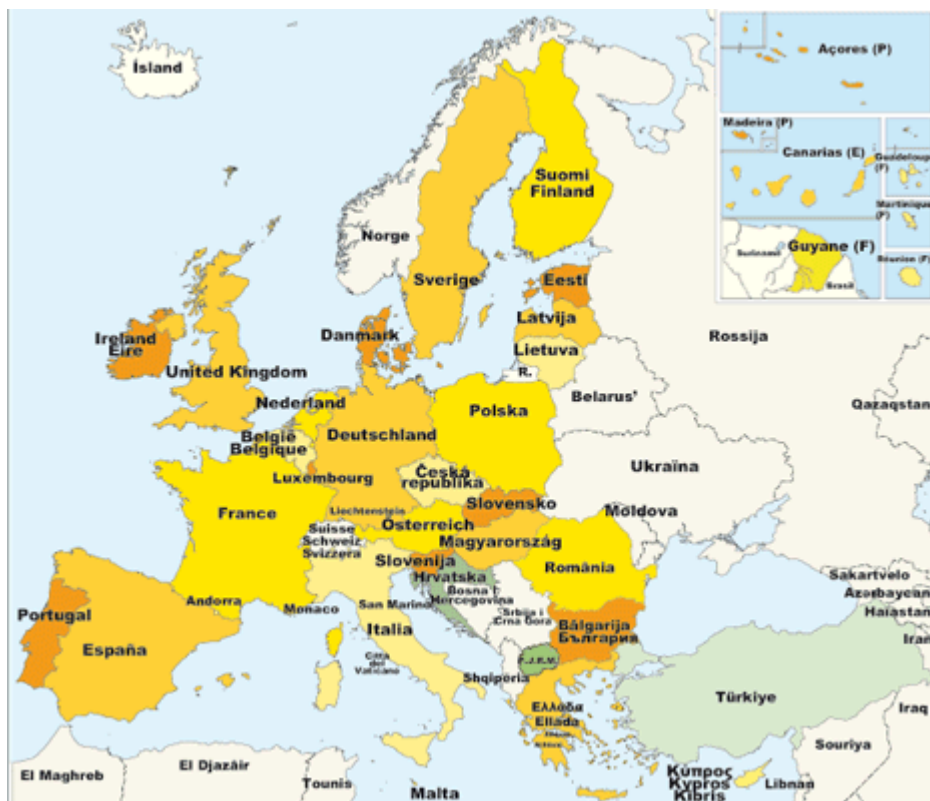 Ísland
Açores (P)
Madeira (P)
Canarias (E)
Guadeloupe
(F)
Martinique
(F)
Suriname
Guyane (F)
Brasil
Réunion (F)
Suomi
Finland
Norge
Sverige
Eesti
Ireland
Éire
Danmark
Latvija
Lietuva
R.
Rossija
United Kingdom
Nederland
Polska
Belarus'
Qazaqstan
België
Belgique
Deutschland
Luxembourg
Česká
republika
Ukraïna
France
Liechtenstein
Slovensko
Moldova
Suisse
Schweiz
Svizzera
Österreich
Magyarország
Slovenija
Hrvatska
România
Bosna i
Hercegovina
Sakartvelo
Azərbaycan
Haiastan
Portugal
Andorra
Monaco
San Marino
Srbija i
Crna Gora
Bălgarija
България
España
Italia
Città
del
Vaticano
Shqipëria
F.J.R.M.
Iran
Türkiye
Ελλάδα
Ellada
Iraq
El Maghreb
El Djazáir
Tounis
Malta
Κύπρος
Kypros
Kibris
Souriya
Libnan